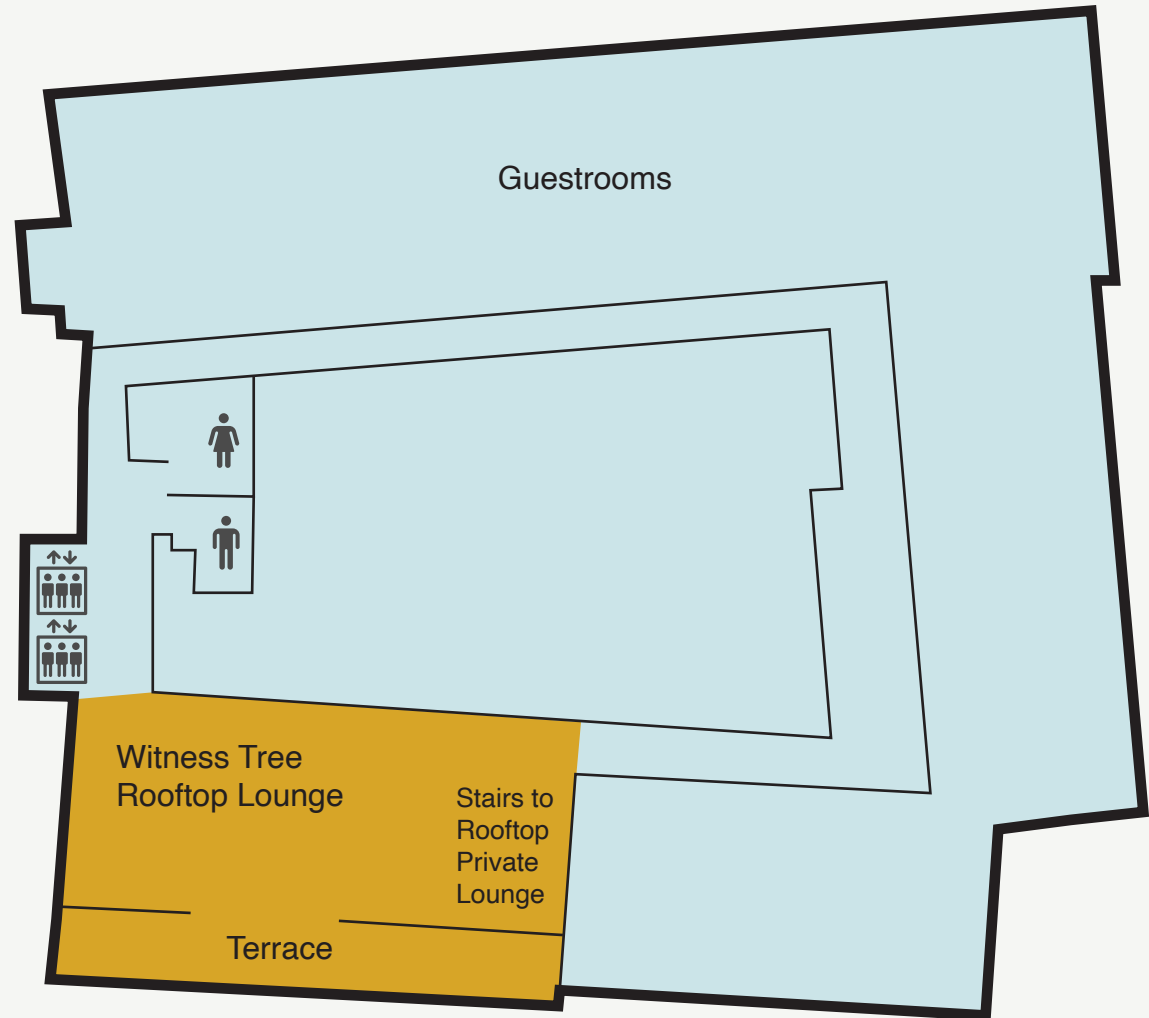 Guestrooms
Witness Tree
Rooftop Lounge
Stairs to
Rooftop
Private
Lounge
Terrace